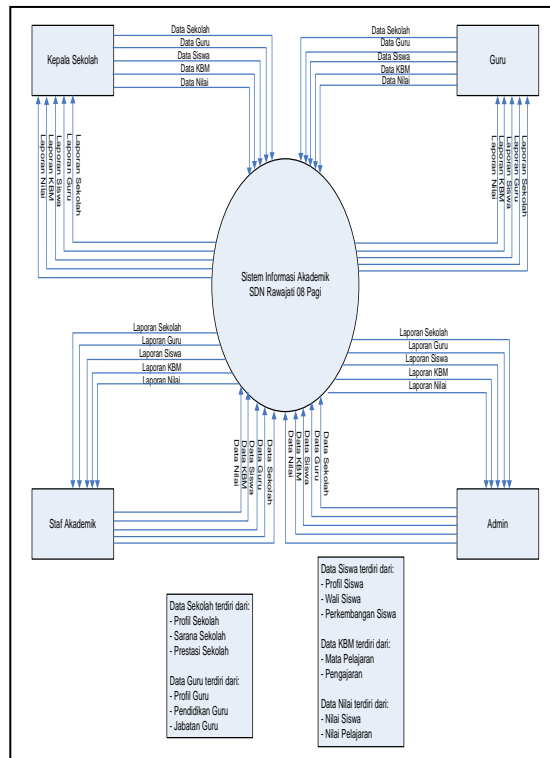 Kepala Sekolah
Data Sekolah
Data Guru
Data Siswa
Data KBM
Data Nilai
Data Sekolah
Data Guru
Data Siswa
Data KBM
Data Nilai
Guru
Laporan Sekolah
Laporan Guru
Laporan Siswa
Laporan KBM
Laporan Nilai
Laporan Sekolah
Laporan Guru
Laporan Siswa
Laporan KBM
Laporan Nilai
Sistem Informasi Akademik
SDN Rawajati 08 Pagi
Laporan Sekolah
Laporan Guru
Laporan Siswa
Laporan KBM
Laporan Nilai
Laporan Sekolah
Laporan Guru
Laporan Siswa
Laporan KBM
Laporan Nilai
Data Sekolah
Data Guru
Data Siswa
Data KBM
Data Nilai
Data Sekolah
Data Guru
Data Siswa
Data KBM
Data Nilai
Staf Akademik
Admin
Data Sekolah terdiri dari:
- Profil Sekolah
- Sarana Sekolah
- Prestasi Sekolah
Data Guru terdiri dari:
- Profil Guru
- Pendidikan Guru
- Jabatan Guru
Data Siswa terdiri dari:
- Profil Siswa
- Wali Siswa
- Perkembangan Siswa
Data KBM terdiri dari:
- Mata Pelajaran
- Pengajaran
Data Nilai terdiri dari:
- Nilai Siswa
- Nilai Pelajaran